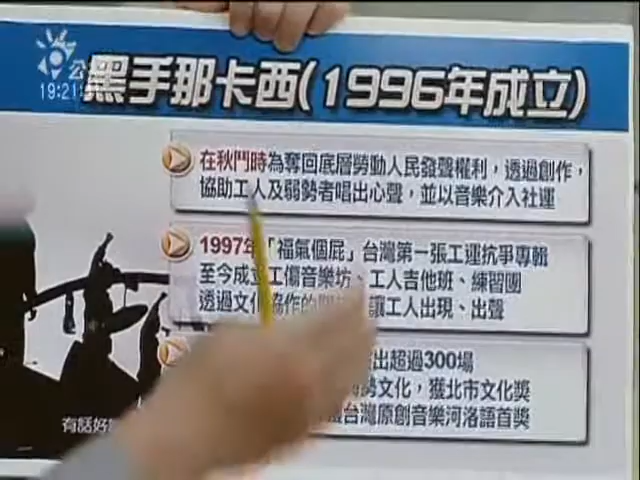 公
19:21
黑手那卡西(1996年成立)
在秋鬥時為奪回底層勞動人民發聲權利，透過創作，
協助工人及弱勢者唱出心聲，並以音樂介入社運
1997年「福氣個屁」台灣第一張工運抗爭專輯
至今成立工傷音樂坊、工人吉他班、練習團
透過文化協作的 讓工人出現、出聲
出超過300場
勢文化，獲北市文化獎
台灣原創音樂河洛語首獎
有話好